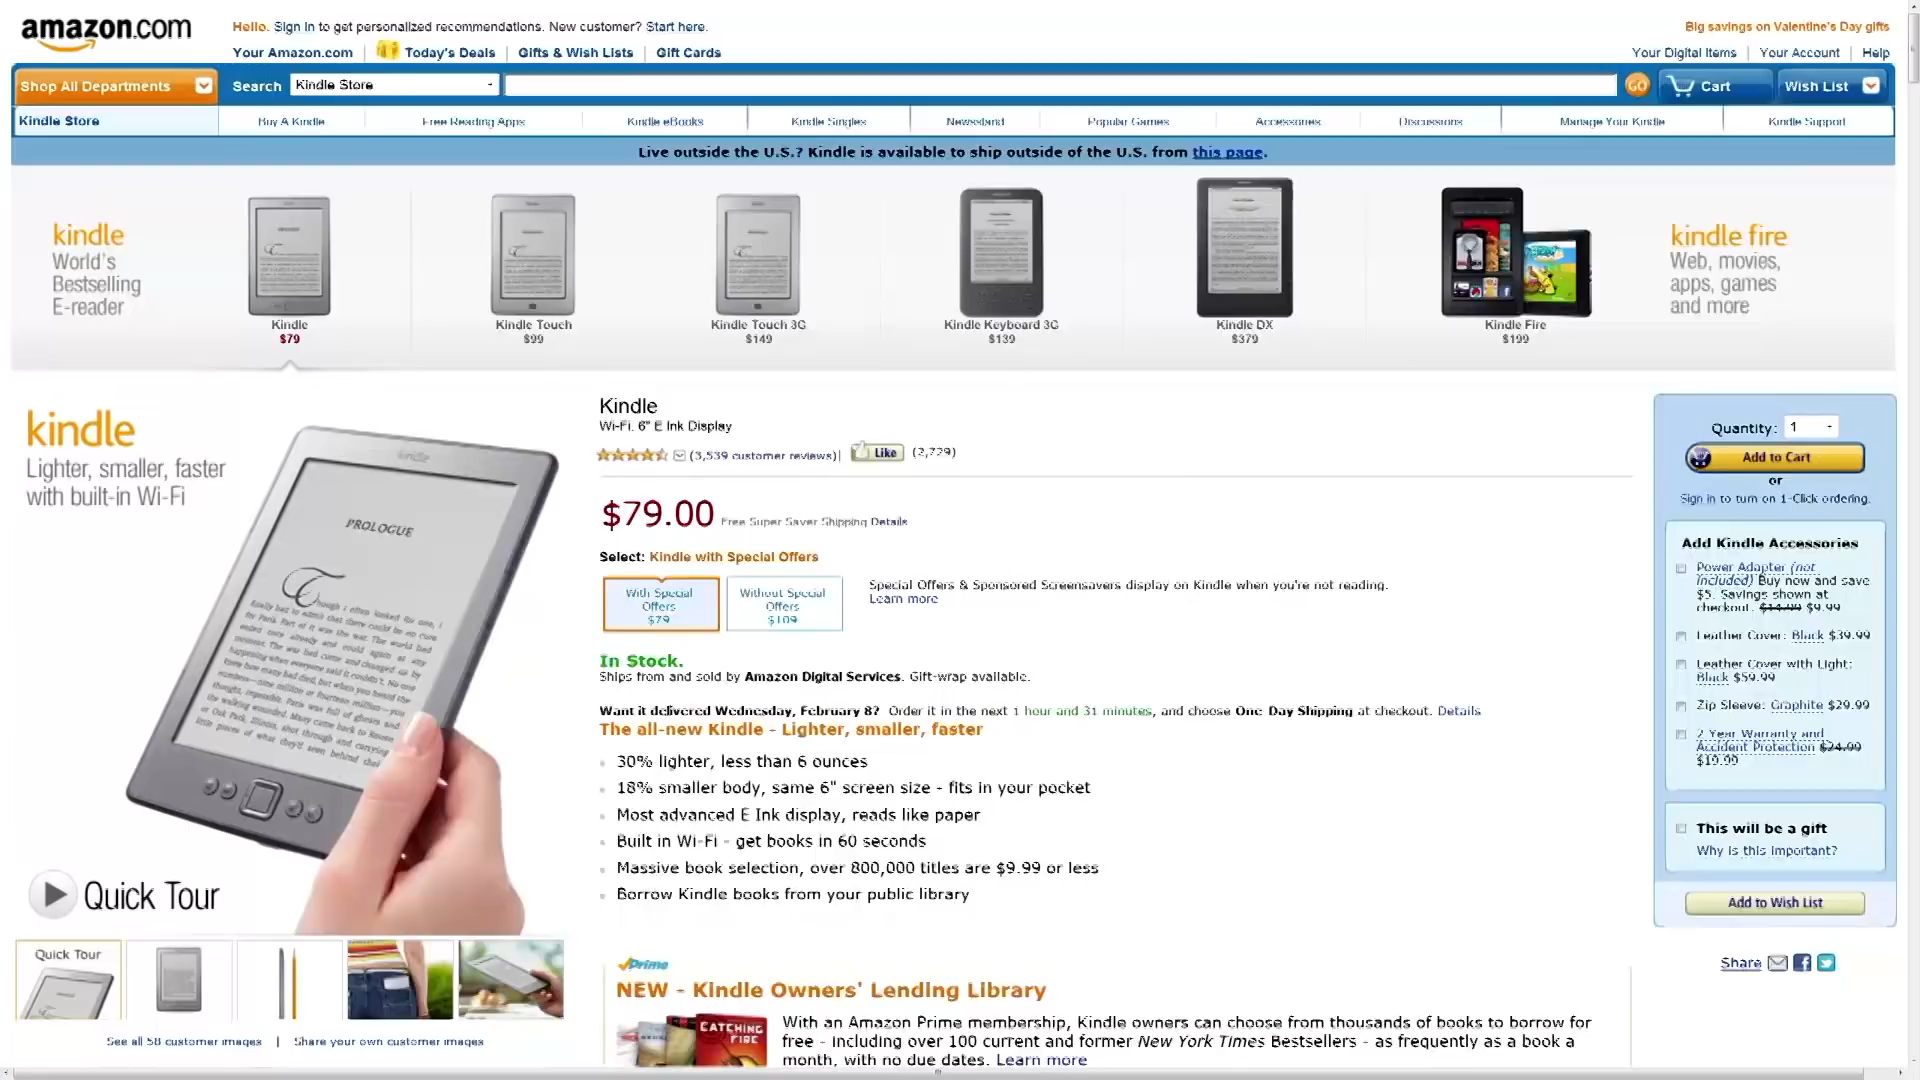 amazon.com
Hello. Sign in to get personalized recommendations. New customer? Start here.
Big savings on Valentine's Day gifts
Your Amazon.com | Today's Deals | Gifts & Wish Lists | Gift Cards
Your Digital Items | Your Account | Help
Shop All Departments
Search Kindle Store
GO
Cart
Wish List
Kindle Store
Buy A Kindle
Free Reading Apps
Kindle eBooks
Kindle Singles
Newsstand
Popular Games
Accessories
Discussions
Manage Your Kindle
Kindle Support
Live outside the U.S.? Kindle is available to ship outside of the U.S. from this page.
kindle
World's
Bestselling
E-reader
Kindle
$79
Kindle Touch
$99
Kindle Touch 3G
$149
Kindle Keyboard 3G
$139
Kindle DX
$379
Kindle Fire
$199
kindle fire
Web, movies,
apps, games
and more
kindle
Lighter, smaller, faster
with built-in Wi-Fi
kindle
PROLOGUE
Quick Tour
Quick Tour
See all 58 customer images | Share your own customer images
Kindle
Wi-Fi, 6" E Ink Display
(3,539 customer reviews) | Like (2,729)
$79.00 Free Super Saver Shipping Details
Select: Kindle with Special Offers
With Special
Offers
$79
Without Special
Offers
$109
Special Offers & Sponsored Screensavers display on Kindle when you're not reading.
Learn more
In Stock.
Ships from and sold by Amazon Digital Services. Gift-wrap available.
Want it delivered Wednesday, February 8? Order it in the next 1 hour and 31 minutes, and choose One-Day Shipping at checkout. Details
The all-new Kindle - Lighter, smaller, faster
30% lighter, less than 6 ounces
18% smaller body, same 6" screen size - fits in your pocket
Most advanced E Ink display, reads like paper
Built in Wi-Fi - get books in 60 seconds
Massive book selection, over 800,000 titles are $9.99 or less
Borrow Kindle books from your public library
Prime
NEW - Kindle Owners' Lending Library
CATCHING
FIRE
With an Amazon Prime membership, Kindle owners can choose from thousands of books to borrow for
free - including over 100 current and former New York Times Bestsellers - as frequently as a book a
month, with no due dates. Learn more
Quantity: 1
Add to Cart
or
Sign in to turn on 1-Click ordering.
Add Kindle Accessories
Power Adapter (not
included) Buy now and save
$5. Savings shown at
checkout. $14.99 $9.99
Leather Cover: Black $39.99
Leather Cover with Light:
Black $59.99
Zip Sleeve: Graphite $29.99
2 Year Warranty and
Accident Protection $24.99
$19.99
This will be a gift
Why is this important?
Add to Wish List
Share